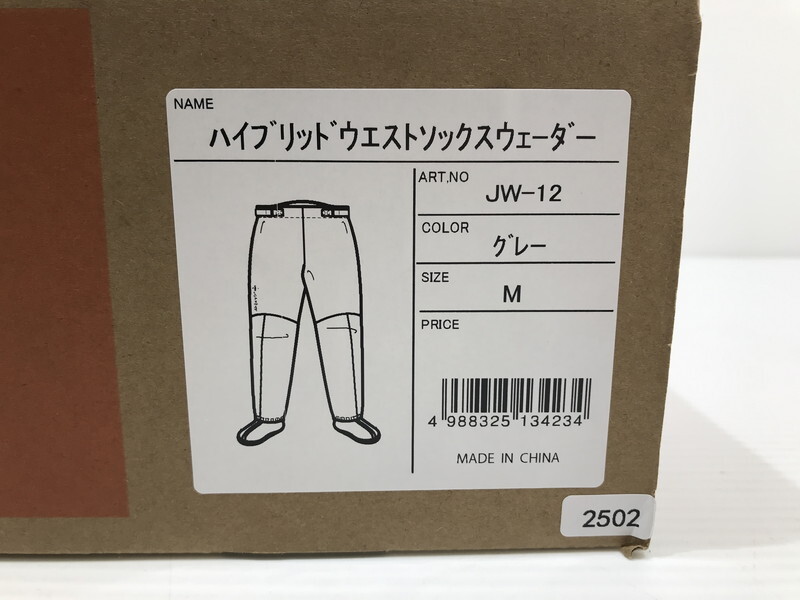 NAME
ﾊｲﾌﾞﾘｯﾄﾞｳｴｽﾄｿｯｸｽｳｪｰﾀﾞｰ
ART.NO
JW-12
COLOR
ｸﾞﾚｰ
SIZE
M
PRICE
4 988325 134234
MADE IN CHINA
2502